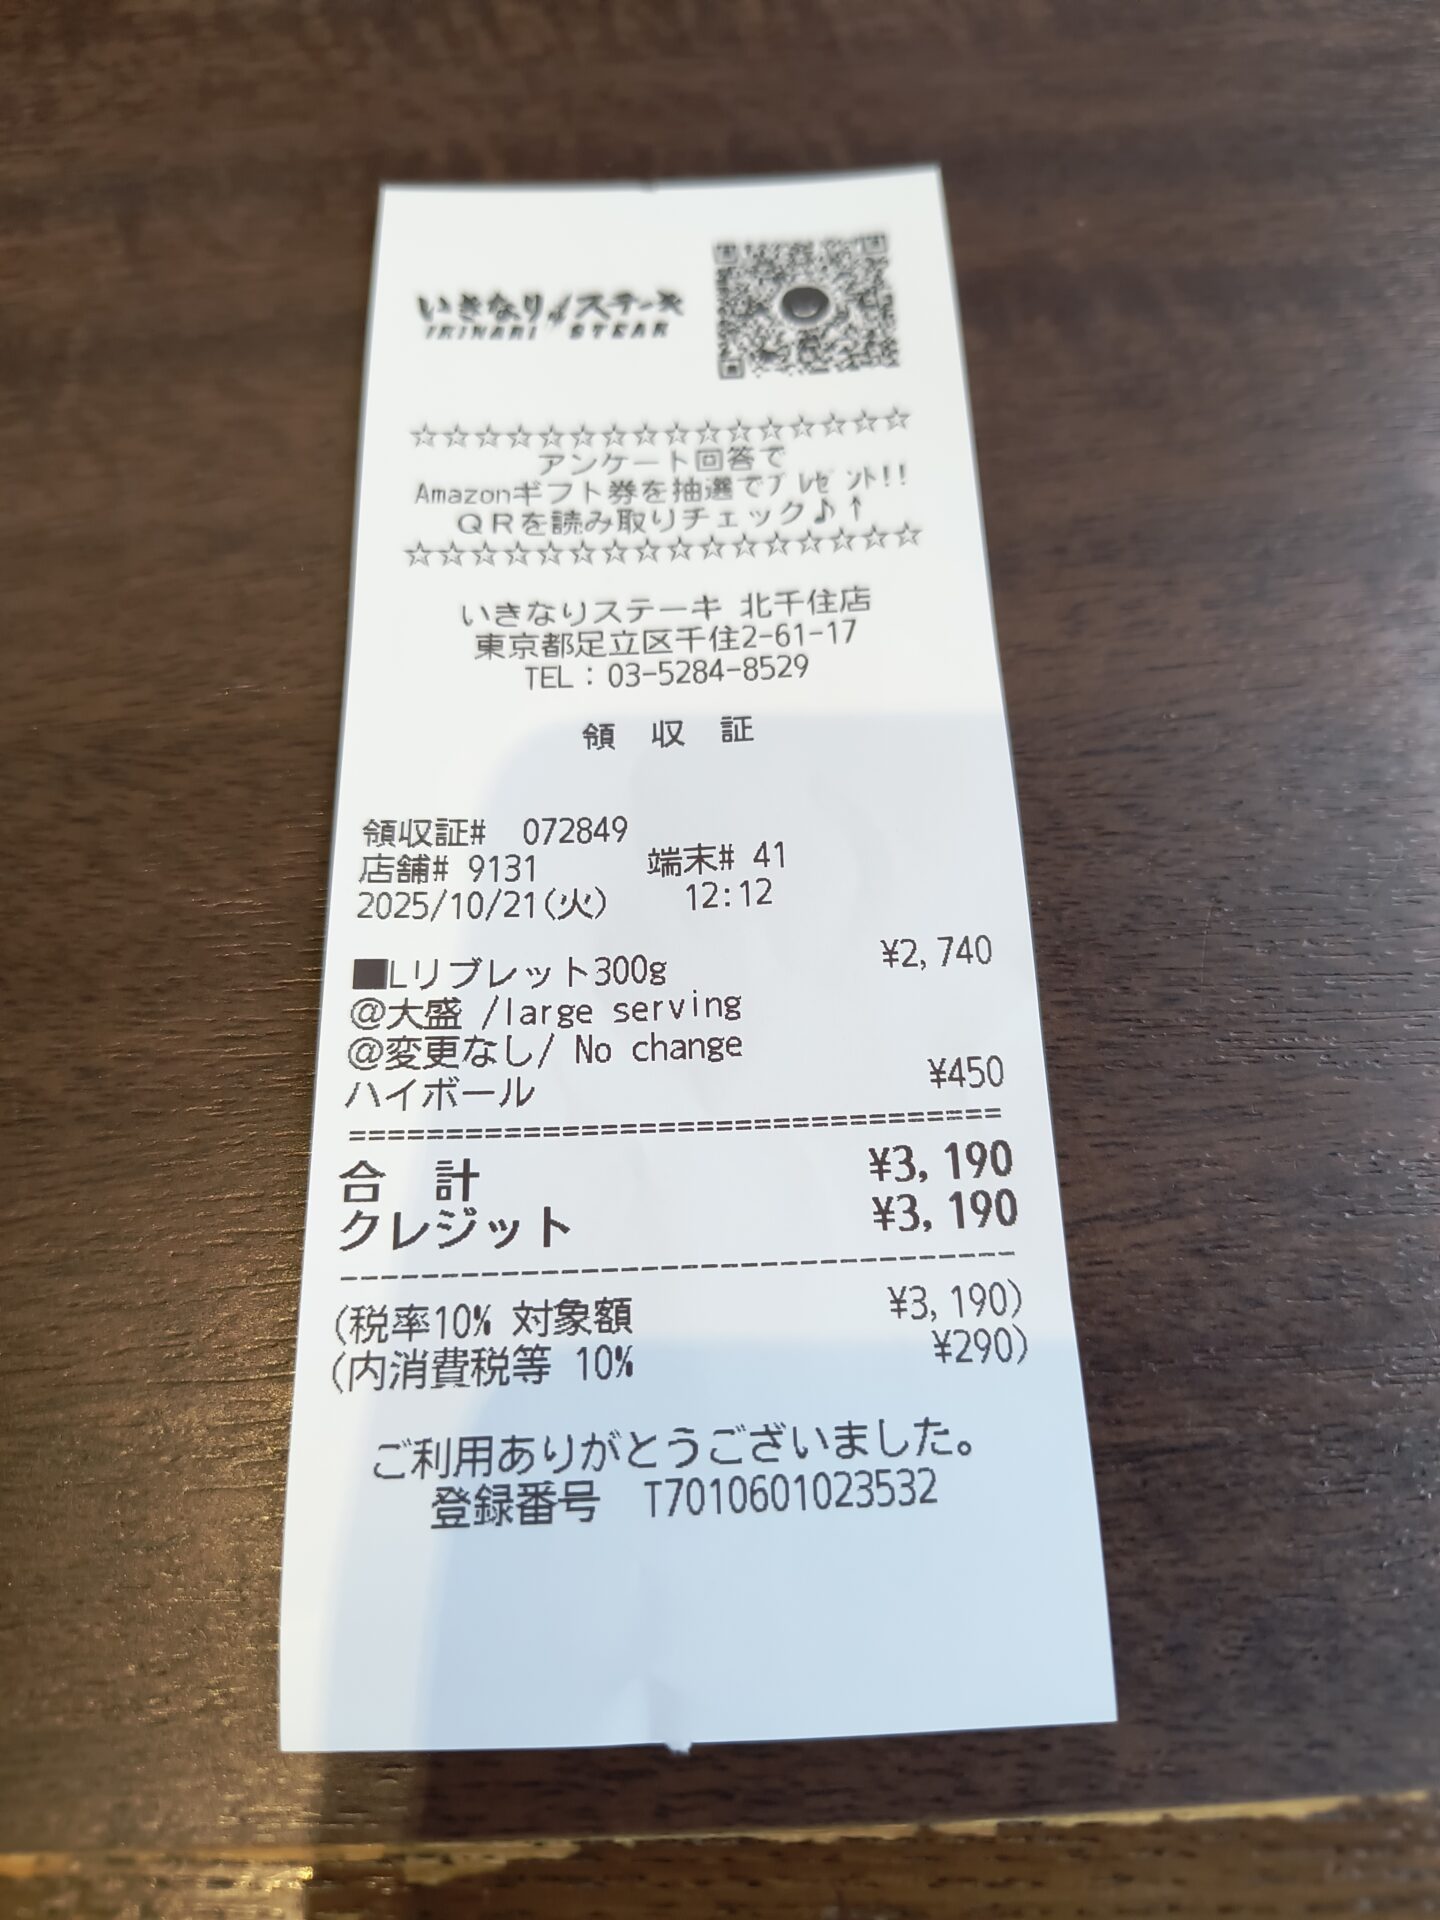 いきなり!ステーキ
IKINARI STEAK
☆☆☆☆☆☆☆☆☆☆☆☆☆☆☆☆
アンケート回答で
Amazonギフト券を抽選でプレゼント!!
QRを読み取りチェック♪↑
☆☆☆☆☆☆☆☆☆☆☆☆☆☆☆☆
いきなりステーキ 北千住店
東京都足立区千住2-61-17
TEL：03-5284-8529
領 収 証
領収証# 072849
店舗# 9131 端末# 41
2025/10/21(火) 12:12
■Lリブレット300g ¥2,740
@大盛 /large serving
@変更なし/ No change
ハイボール ¥450
==================================
合 計 ¥3,190
クレジット ¥3,190
----------------------------------
(税率10% 対象額 ¥3,190)
(内消費税等 10% ¥290)
ご利用ありがとうございました。
登録番号 T7010601023532